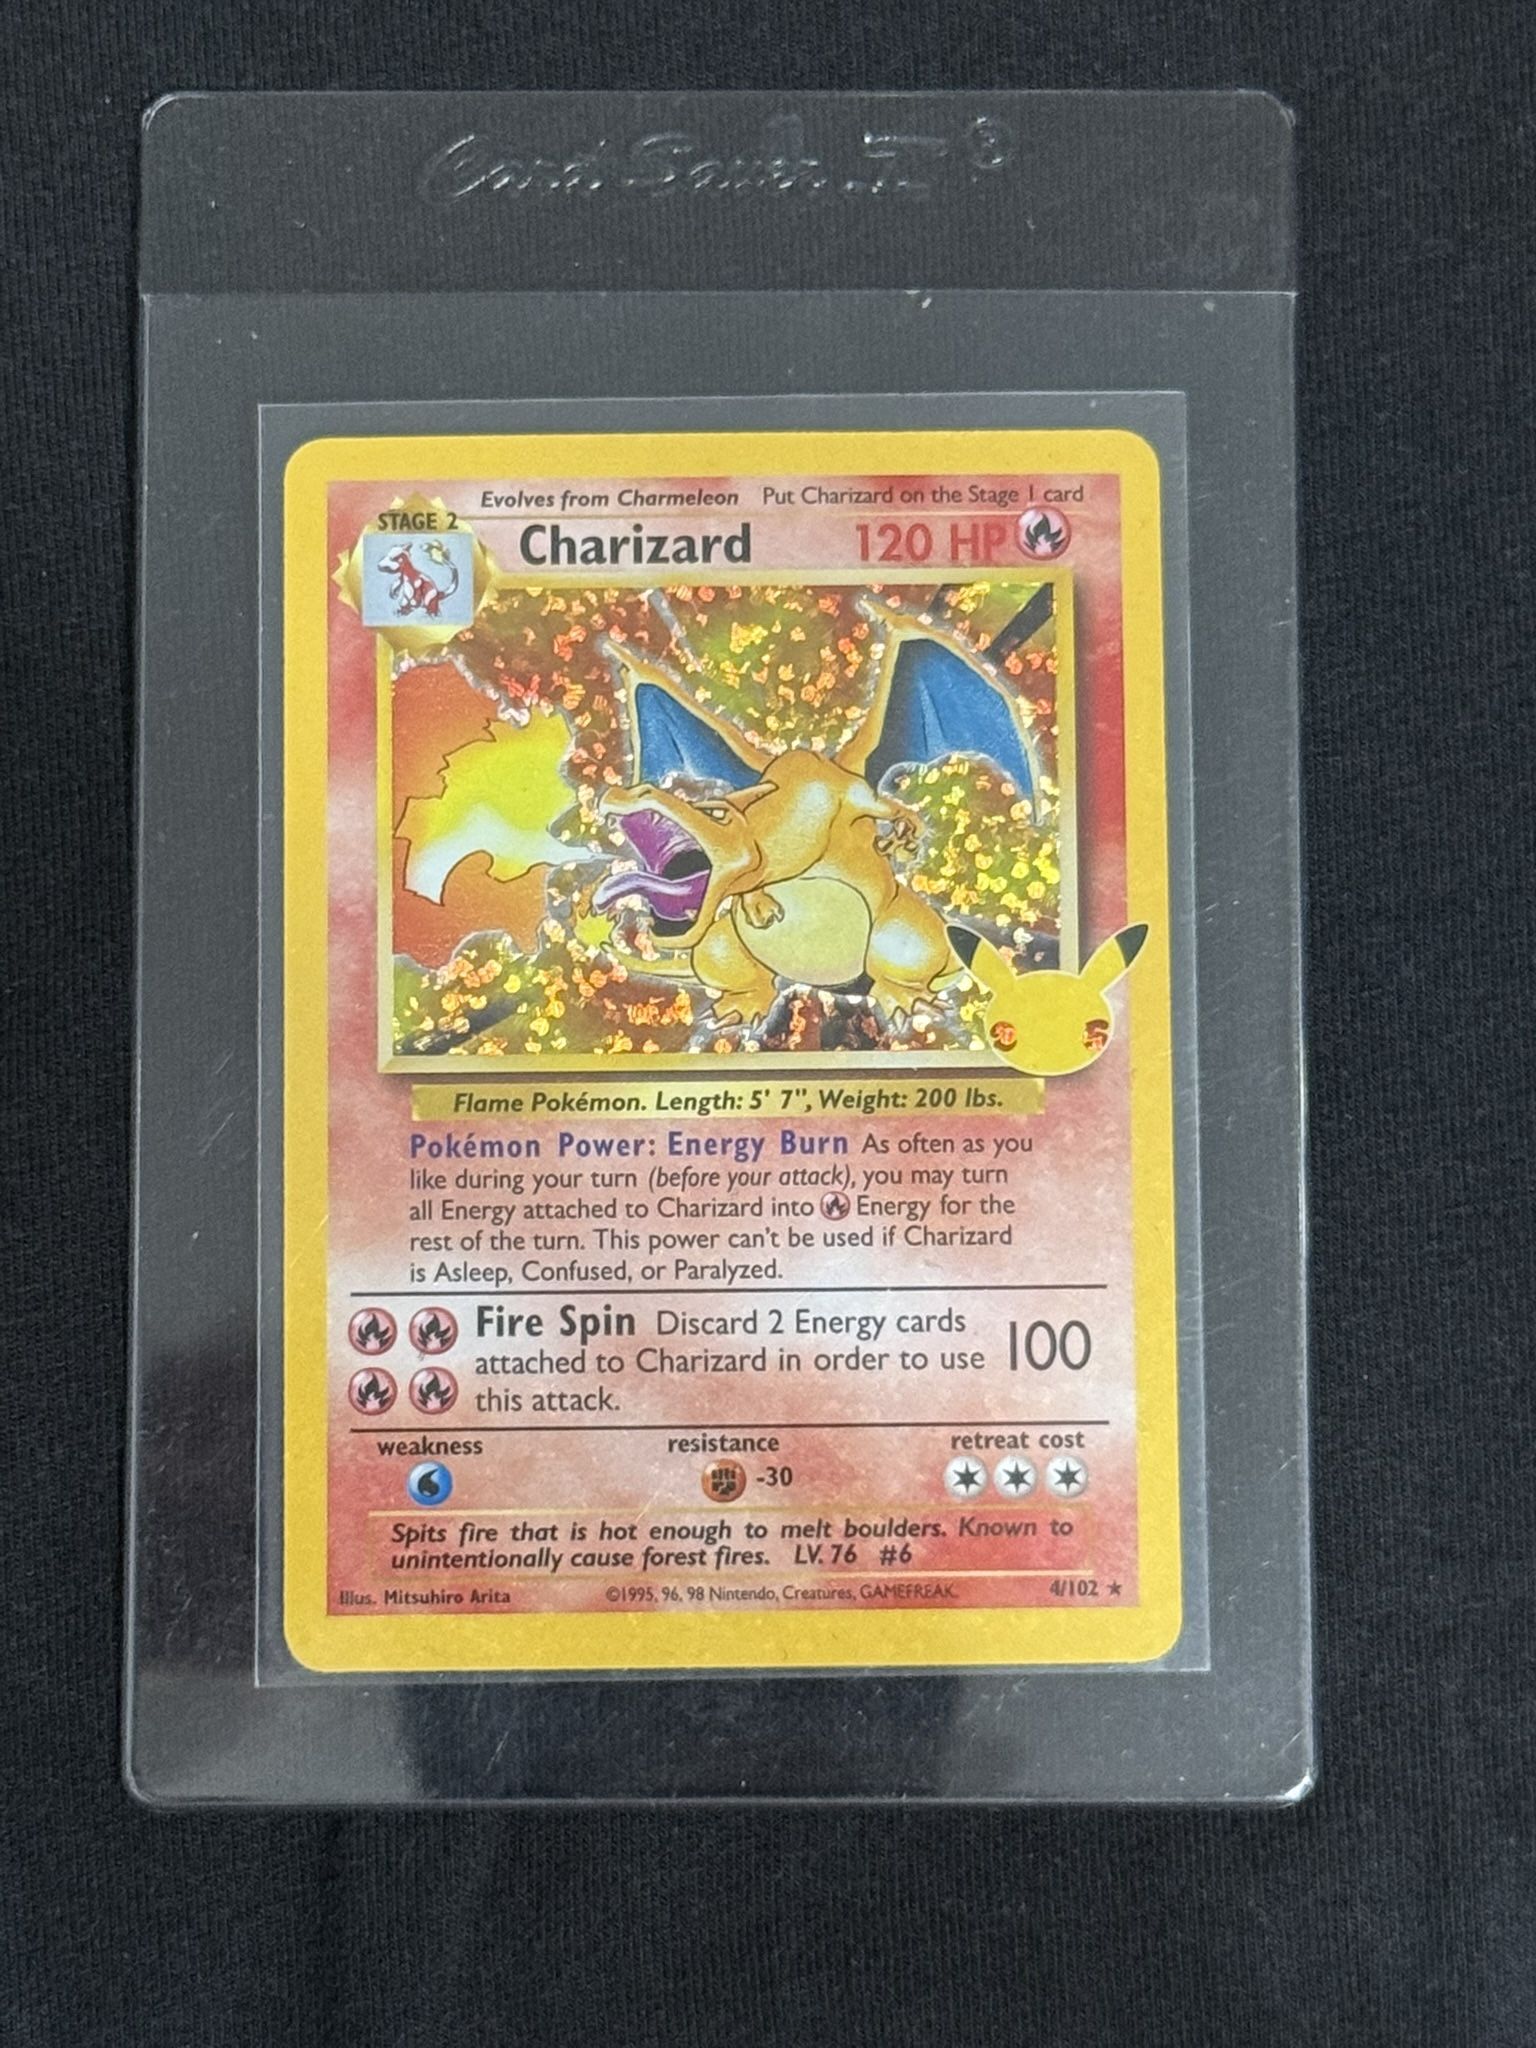 Card Saver II ®
Evolves from Charmeleon Put Charizard on the Stage 1 card
STAGE 2
Charizard 120 HP
Flame Pokémon. Length: 5' 7", Weight: 200 lbs.
Pokémon Power: Energy Burn As often as you
like during your turn (before your attack), you may turn
all Energy attached to Charizard into Energy for the
rest of the turn. This power can't be used if Charizard
is Asleep, Confused, or Paralyzed.
Fire Spin Discard 2 Energy cards
attached to Charizard in order to use 100
this attack.
weakness resistance retreat cost
-30
Spits fire that is hot enough to melt boulders. Known to
unintentionally cause forest fires. LV. 76 #6
Illus. Mitsuhiro Arita ©1995, 96, 98 Nintendo, Creatures, GAMEFREAK. 4/102 ★